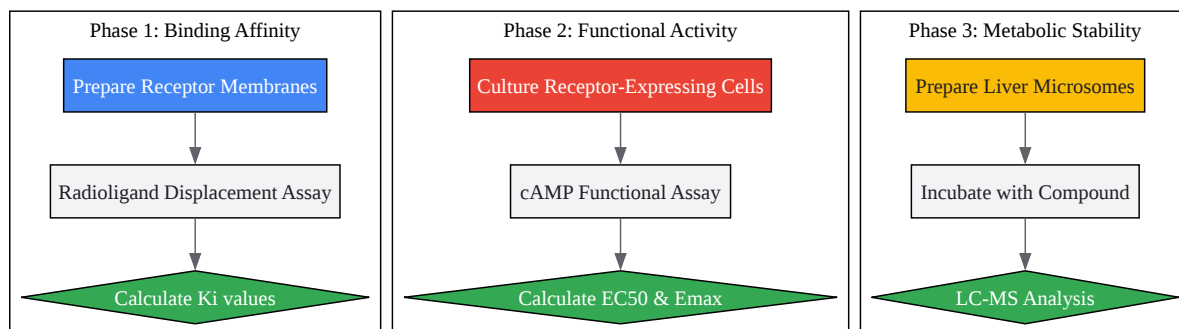 Phase 1: Binding Affinity
Prepare Receptor Membranes
Radioligand Displacement Assay
Calculate Ki values
Phase 2: Functional Activity
Culture Receptor-Expressing Cells
cAMP Functional Assay
Calculate EC50 & Emax
Phase 3: Metabolic Stability
Prepare Liver Microsomes
Incubate with Compound
LC-MS Analysis